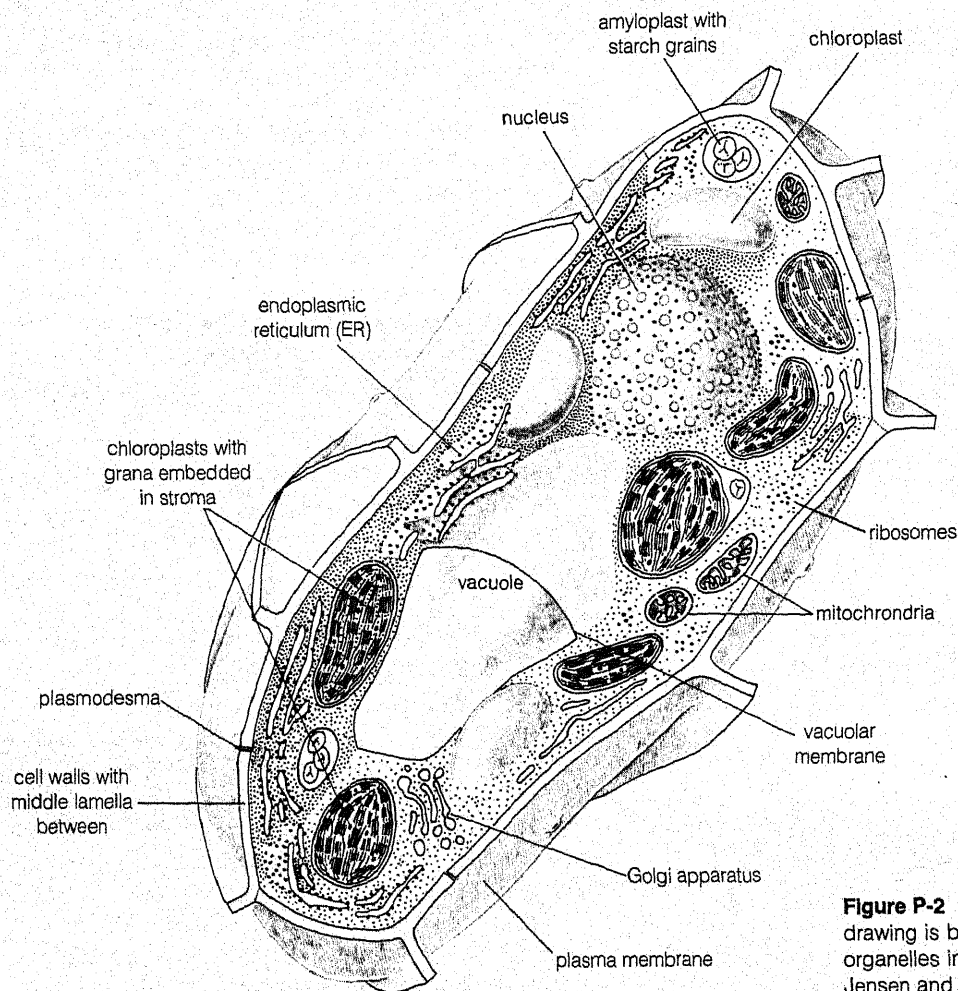 amyloplast with
starch grains
chloroplast
nucleus
endoplasmic
reticulum (ER)
chloroplasts with
grana embedded
in stroma
vacuole
ribosomes
mitochrondria
plasmodesma
vacuolar
membrane
cell walls with
middle lamella
between
Golgi apparatus
plasma membrane
Figure P-2
drawing is b
organelles ir
Jensen and